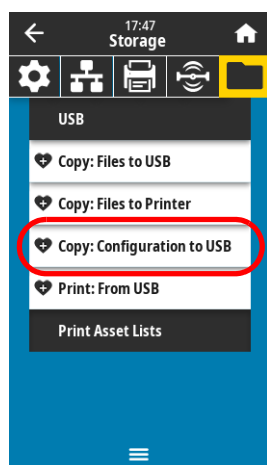 17:47
Storage
USB
Copy: Files to USB
Copy: Files to Printer
Copy: Configuration to USB
Print: From USB
Print Asset Lists